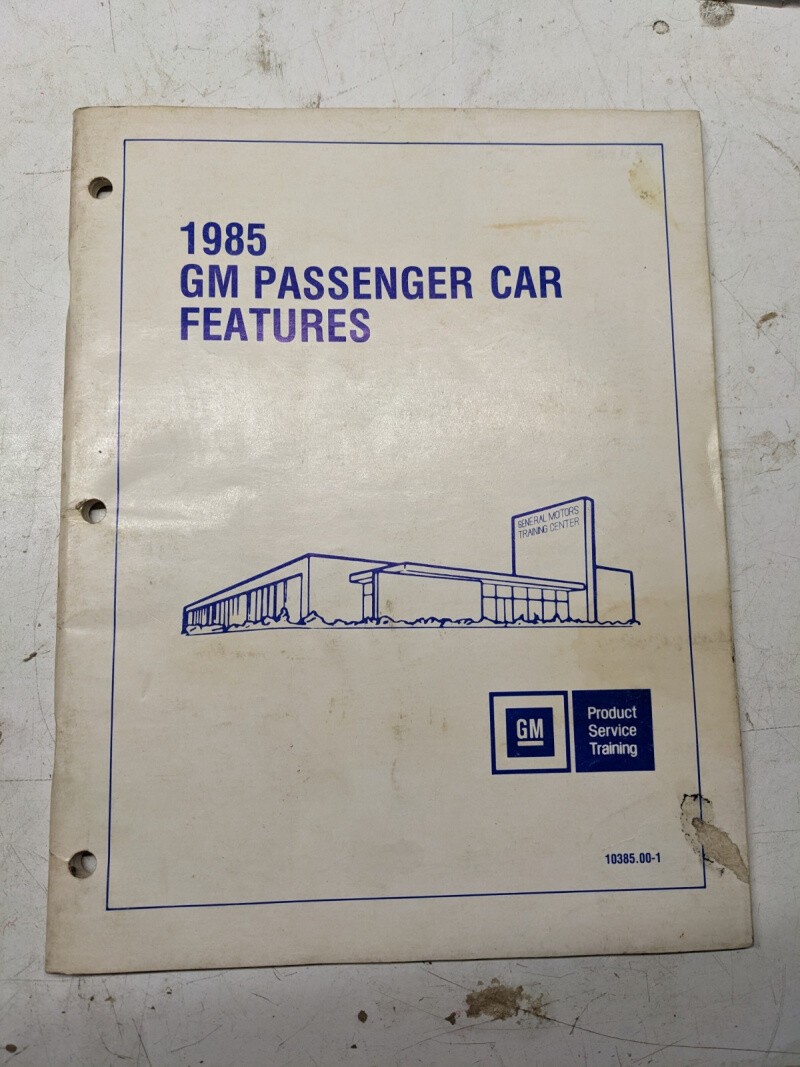 1985
GM PASSENGER CAR
FEATURES
GENERAL MOTORS
TRAINING CENTER
GM
Product
Service
Training
10385.00-1